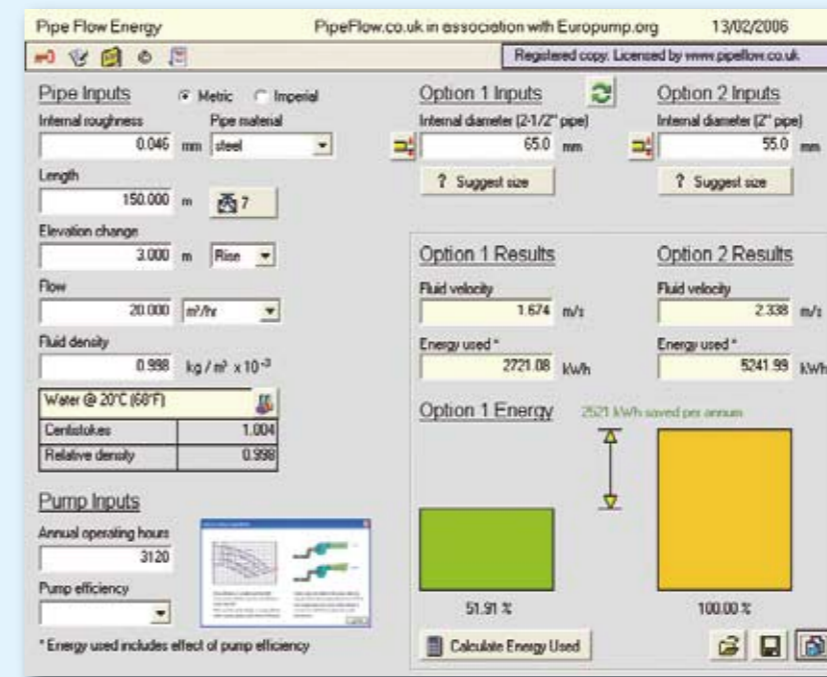 Pipe Flow Energy PipeFlow.co.uk in association with Europump.org 13/02/2006
Registered copy. Licensed by www.pipeflow.co.uk
Pipe Inputs Metric Imperial
Internal roughness Pipe material
0.046 mm steel
Length
150.000 m 7
Elevation change
3.000 m Rise
Flow
20.000 m³/hr
Fluid density
0.998 kg / m³ x 10⁻³
Water @ 20°C (68°F)
Centistokes 1.004
Relative density 0.998
Pump Inputs
Annual operating hours
3120
Pump efficiency
* Energy used includes effect of pump efficiency
Option 1 Inputs Option 2 Inputs
Internal diameter (2-1/2" pipe) Internal diameter (2" pipe)
65.0 mm 55.0 mm
? Suggest size ? Suggest size
Option 1 Results Option 2 Results
Fluid velocity Fluid velocity
1.674 m/s 2.338 m/s
Energy used * Energy used *
2721.08 kWh 5241.99 kWh
Option 1 Energy 2521 kWh saved per annum
51.91 % 100.00 %
Calculate Energy Used